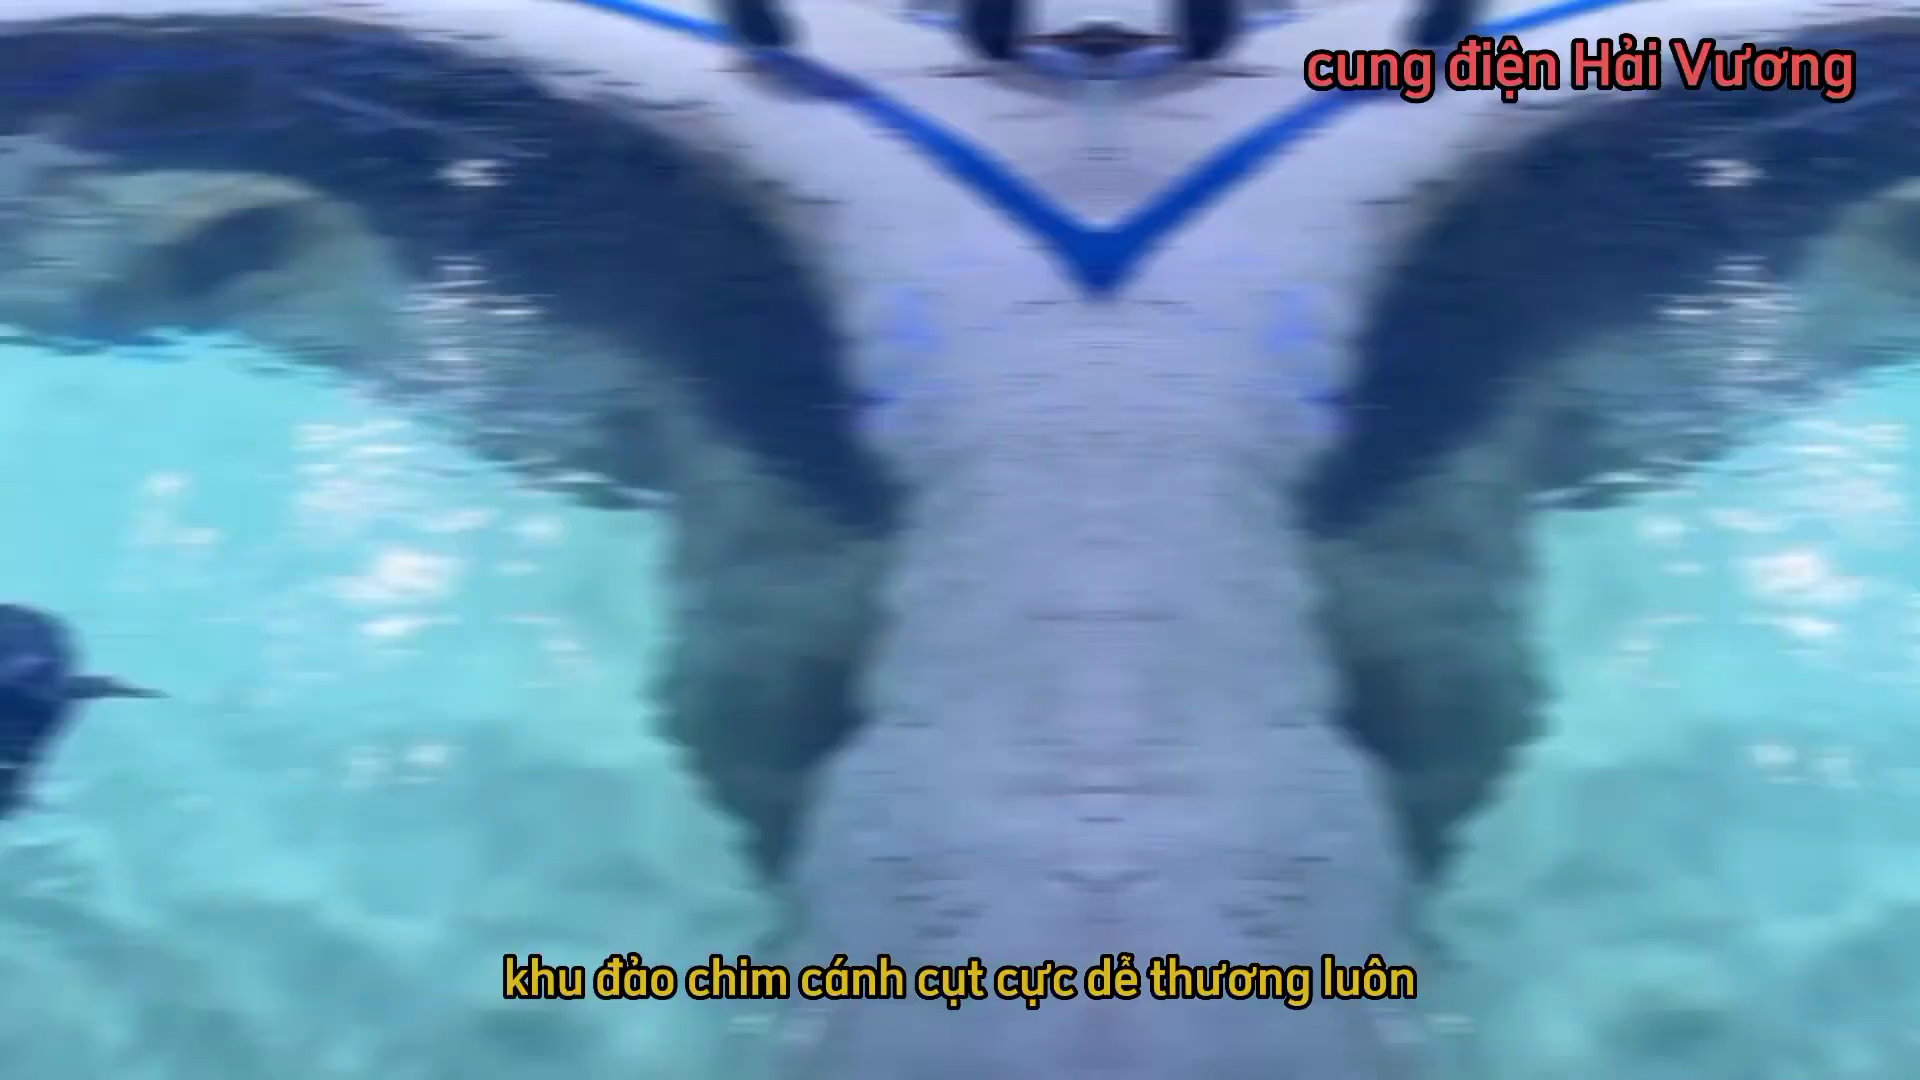 cung điện Hải Vương
khu đảo chim cánh cụt cực dễ thương luôn